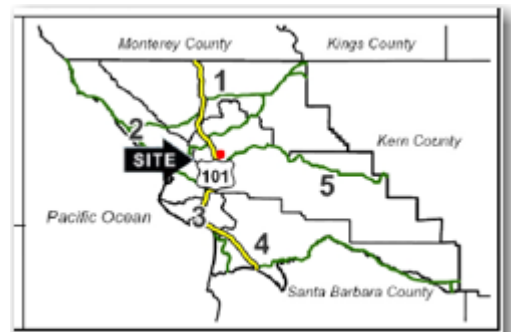 Monterey County
Kings County
1
2
Kern County
SITE
101
5
Pacific Ocean
3
4
Santa Barbara County